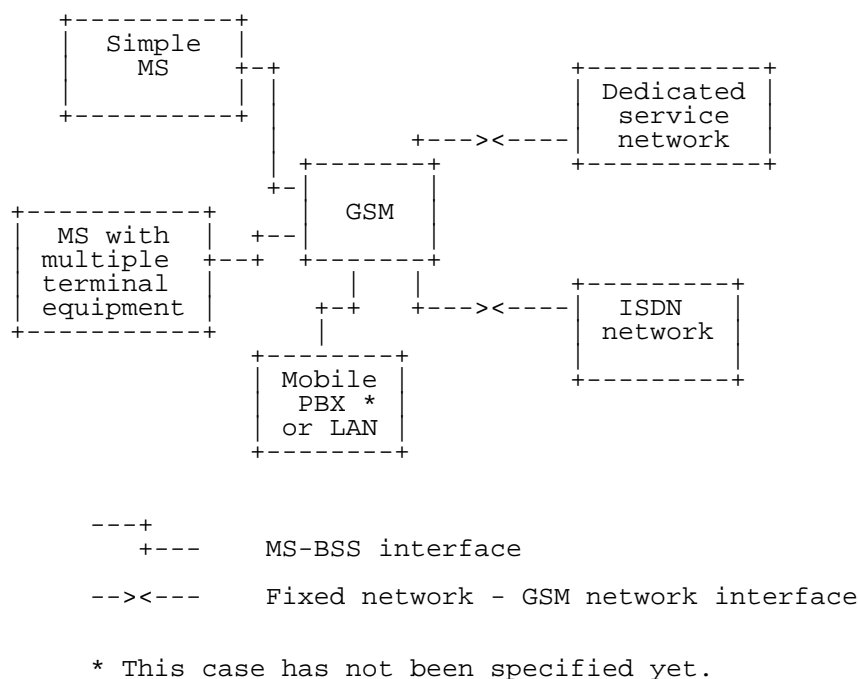 Simple
MS
Dedicated
service
network
GSM
MS with
multiple
terminal
equipment
ISDN
network
Mobile
PBX *
or LAN
MS-BSS interface
Fixed network - GSM network interface
* This case has not been specified yet.